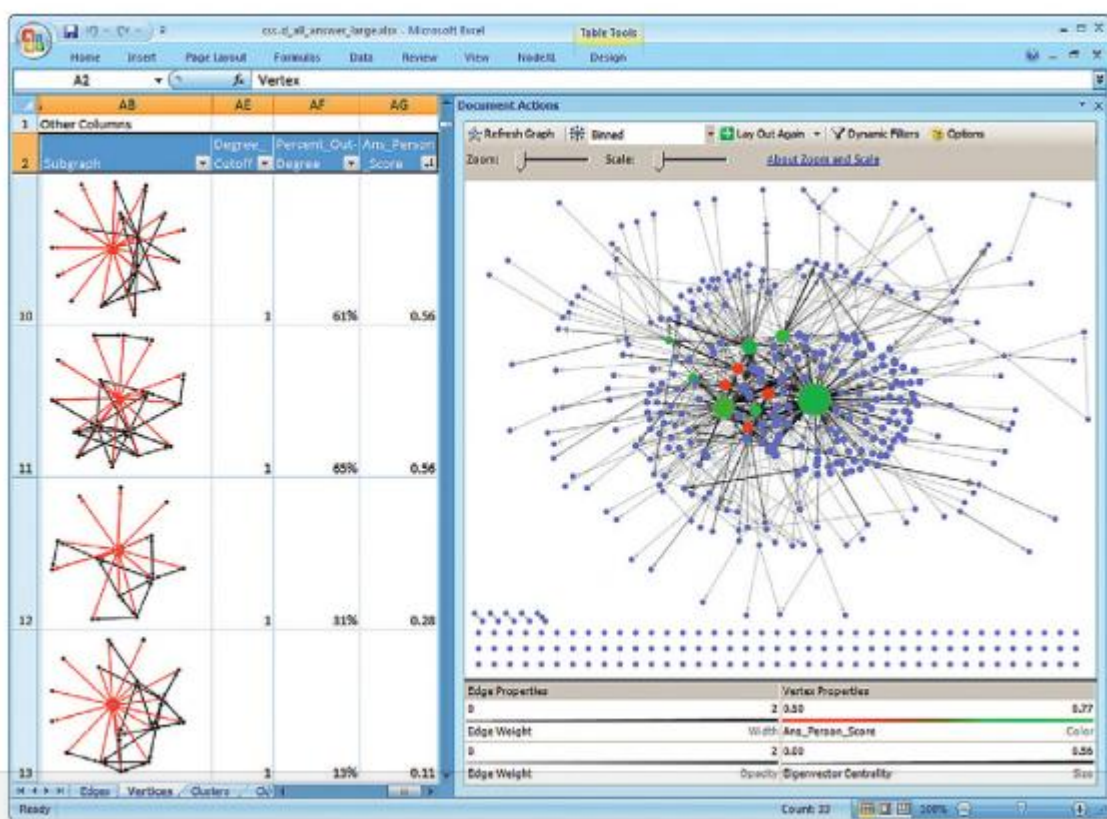 css.d_all_answer_large.xlsx - Microsoft Excel
Table Tools
Home Insert Page Layout Formulas Data Review View NodeXL Design
A2 fx Vertex
AB AE AF AG
1 Other Columns
Degree_ Percent_Out- Ans_Person
2 Subgraph Cutoff Degree _Score
10 1 61% 0.56
11 1 65% 0.56
12 1 31% 0.28
13 1 13% 0.11
Edges Vertices Clusters
Ready
Document Actions
Refresh Graph Binned Lay Out Again Dynamic Filters Options
Zoom: Scale: About Zoom and Scale
Edge Properties Vertex Properties
0 2 0.50 0.77
Edge Weight Width Ans_Person_Score Color
0 2 0.00 0.56
Edge Weight Opacity Eigenvector Centrality Size
Count: 33 100%